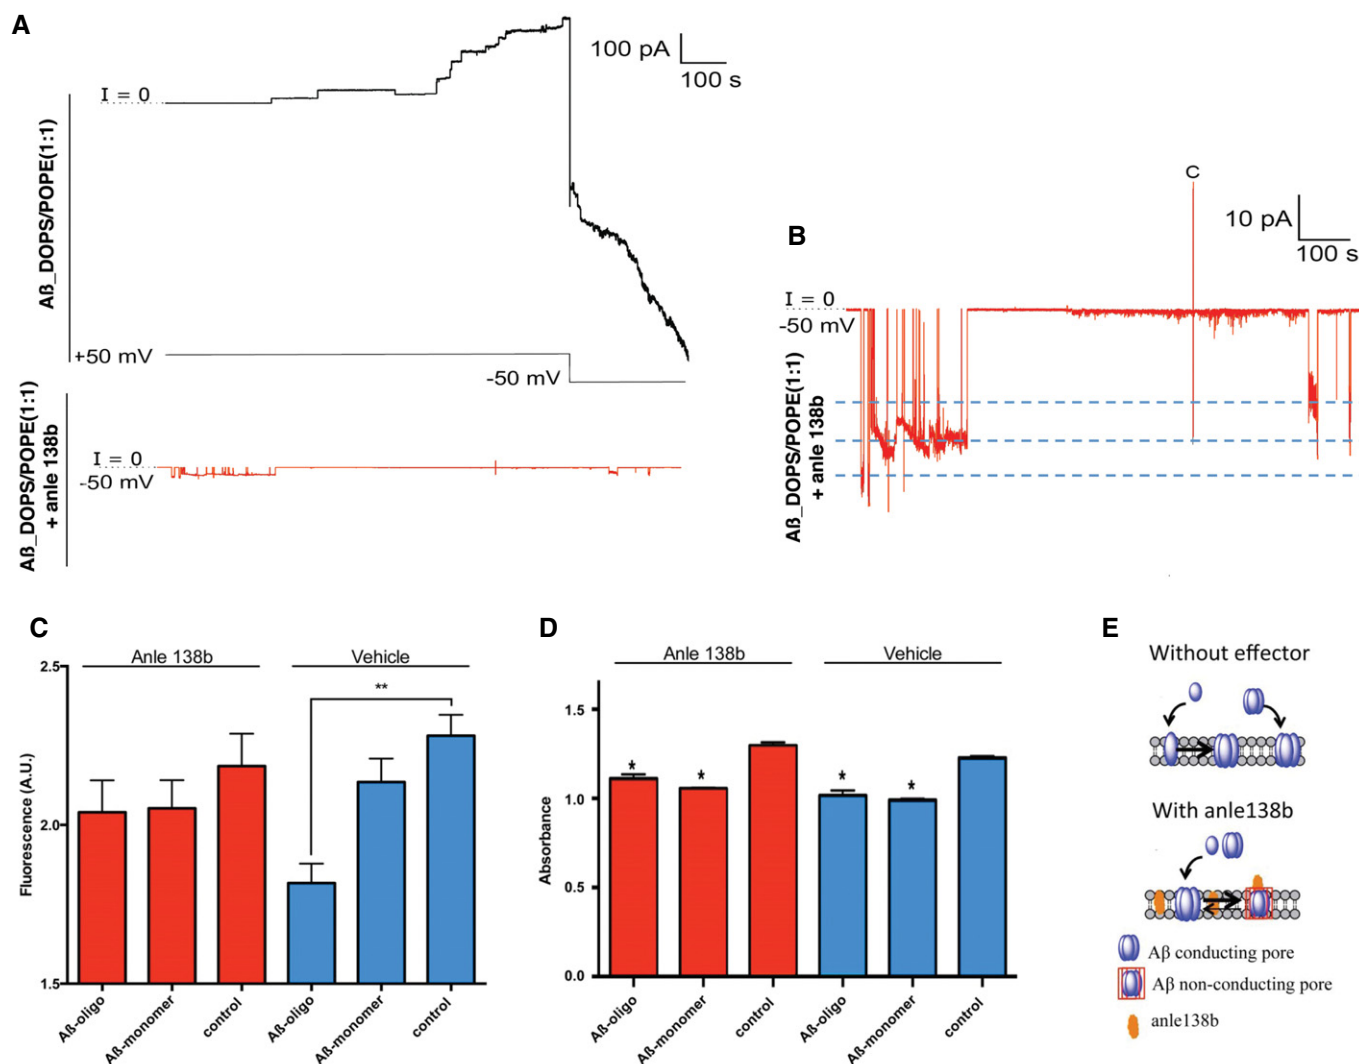 A
100 pA
100 s
I = 0
Aß_DOPS/POPE(1:1)
+50 mV
-50 mV
I = 0
-50 mV
Aß_DOPS/POPE(1:1)
+ anle 138b
B
C
10 pA
100 s
I = 0
-50 mV
Aß_DOPS/POPE(1:1)
+ anle 138b
C
Anle 138b
Vehicle
**
2.5
2.0
1.5
Fluorescence (A.U.)
Aß-oligo
Aß-monomer
control
Aß-oligo
Aß-monomer
control
D
Anle 138b
Vehicle
1.5
1.0
0.5
0.0
Absorbance
*
*
*
*
Aß-oligo
Aß-monomer
control
Aß-oligo
Aß-monomer
control
E
Without effector
With anle138b
Aβ conducting pore
Aβ non-conducting pore
anle138b